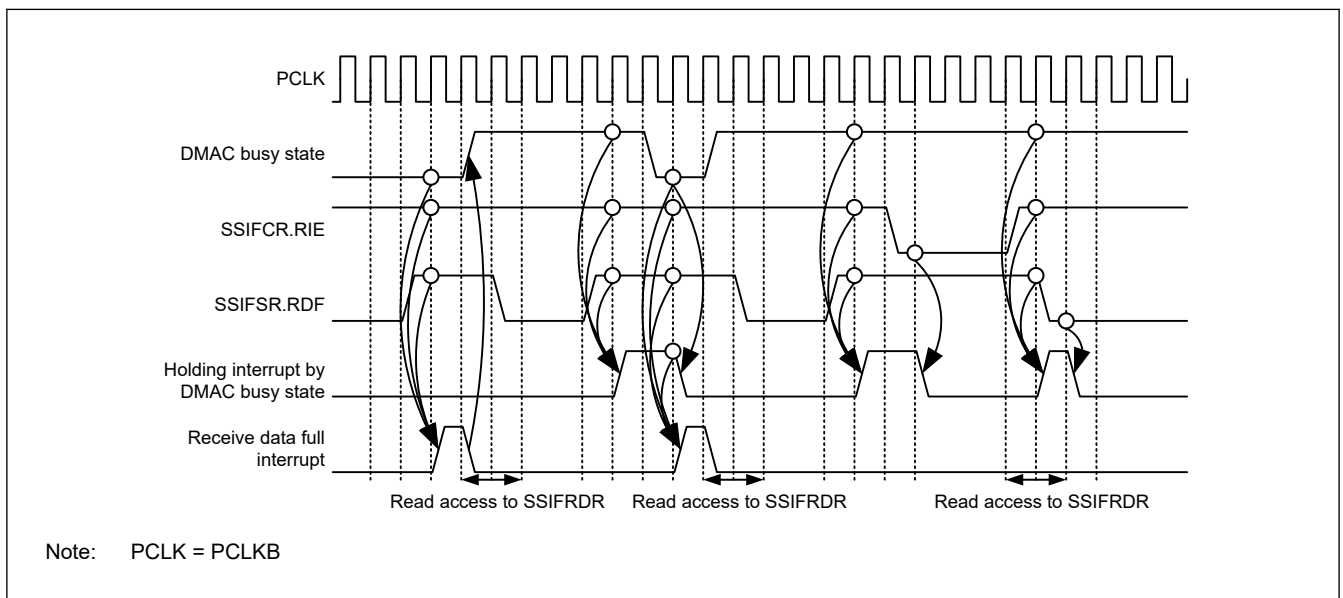 PCLK
DMAC busy state
SSIFCR.RIE
SSIFSR.RDF
Holding interrupt by
DMAC busy state
Receive data full
interrupt
Read access to SSIFRDR
Read access to SSIFRDR
Read access to SSIFRDR
Note: PCLK = PCLKB